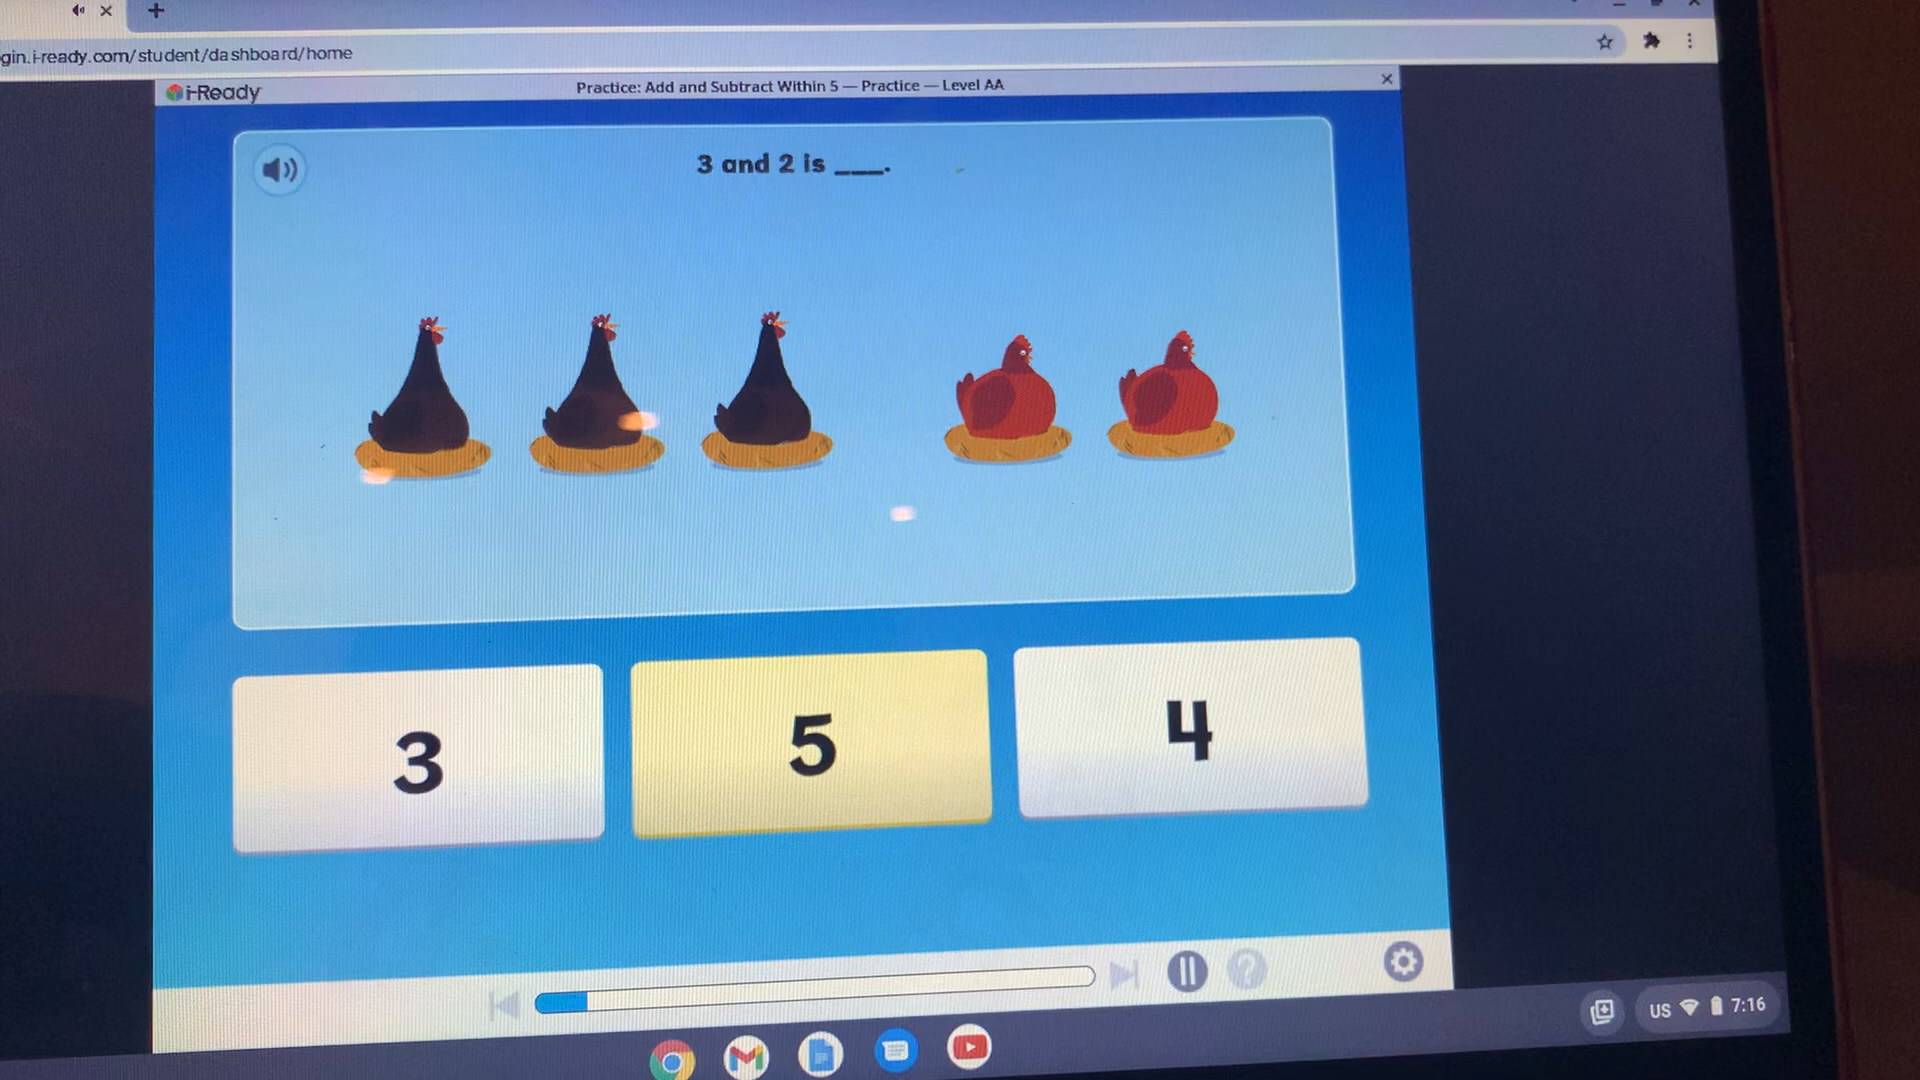 gin.i-ready.com/student/dashboard/home
i-Ready
Practice: Add and Subtract Within 5 — Practice — Level AA
3 and 2 is ___.
3
5
4
US 7:16